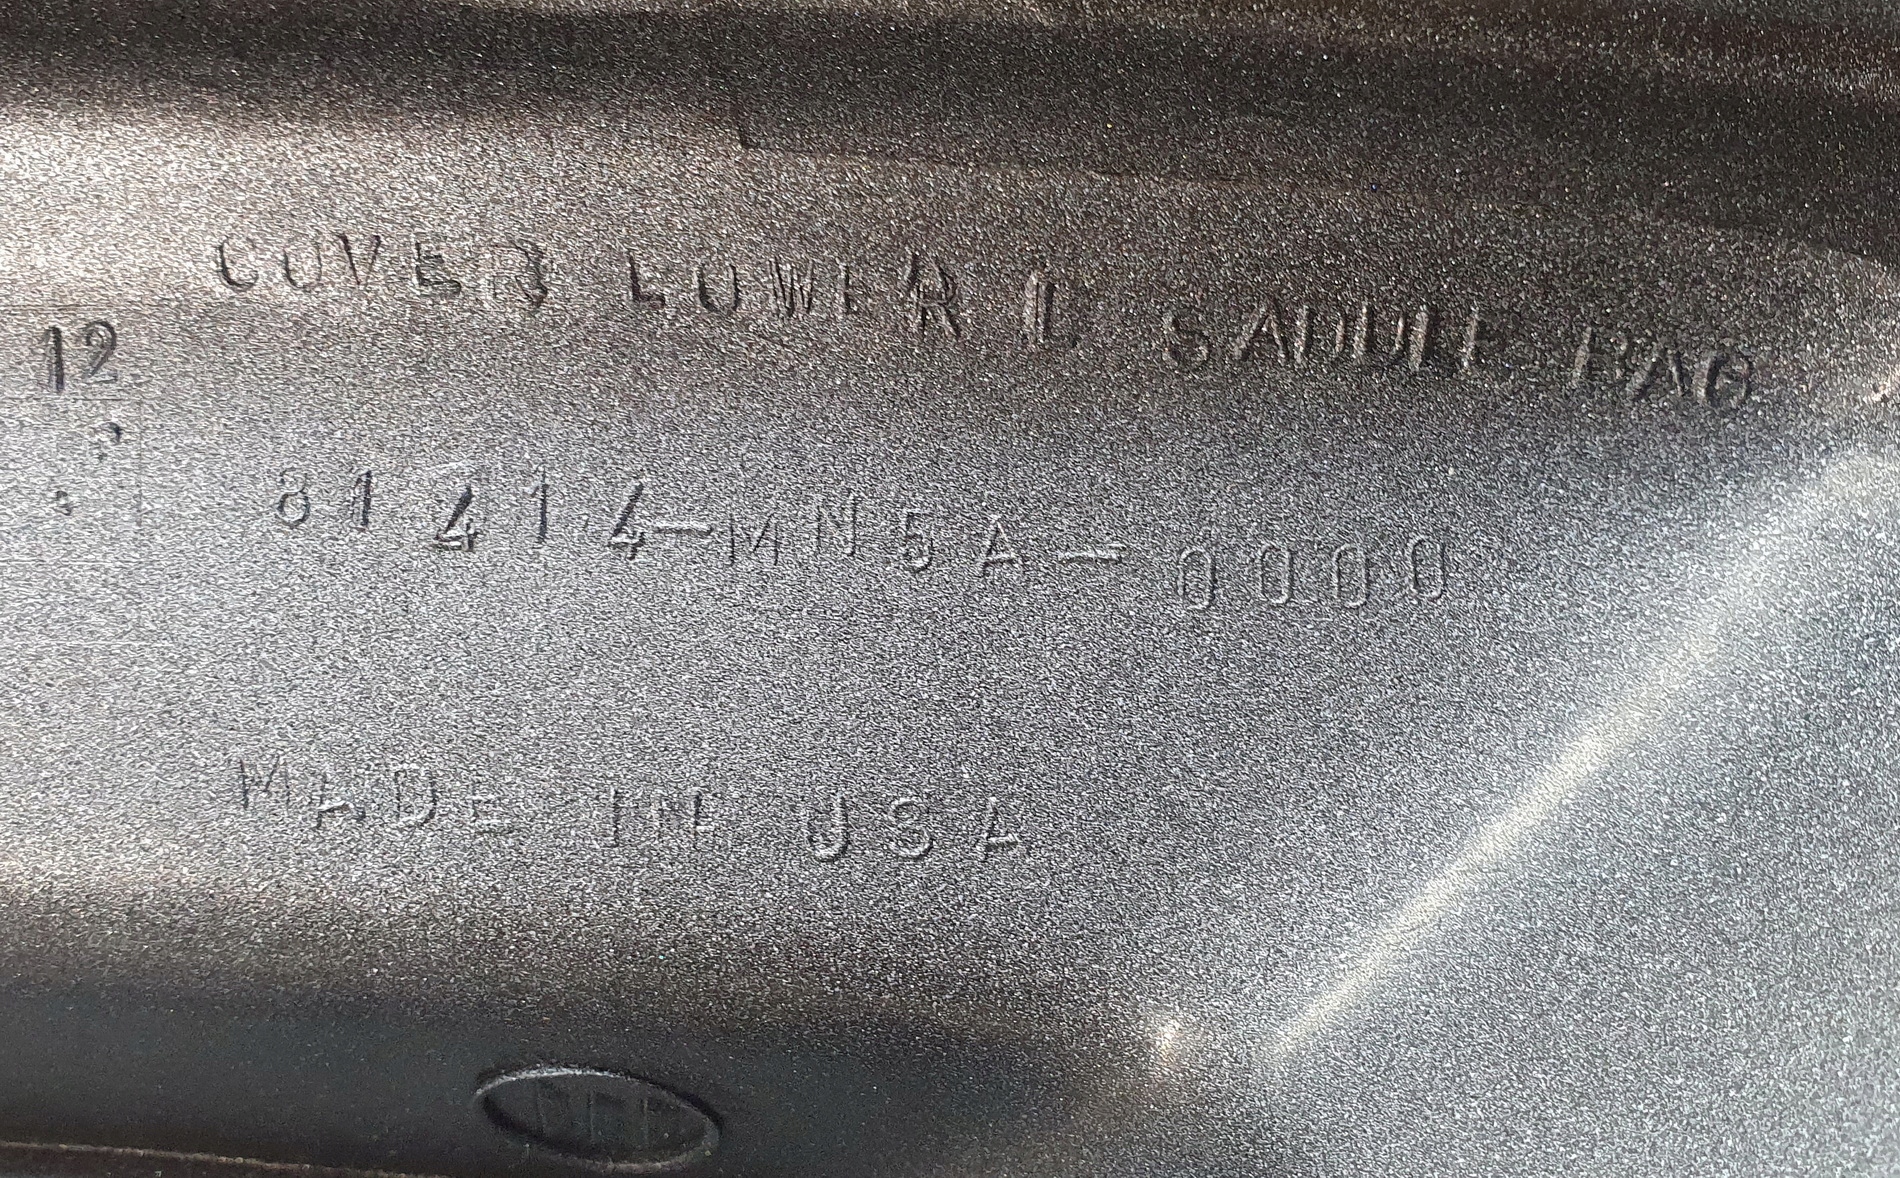 COVER LOWER L SADDLE BAG
12
81414-MN5A-0000
MADE IN USA